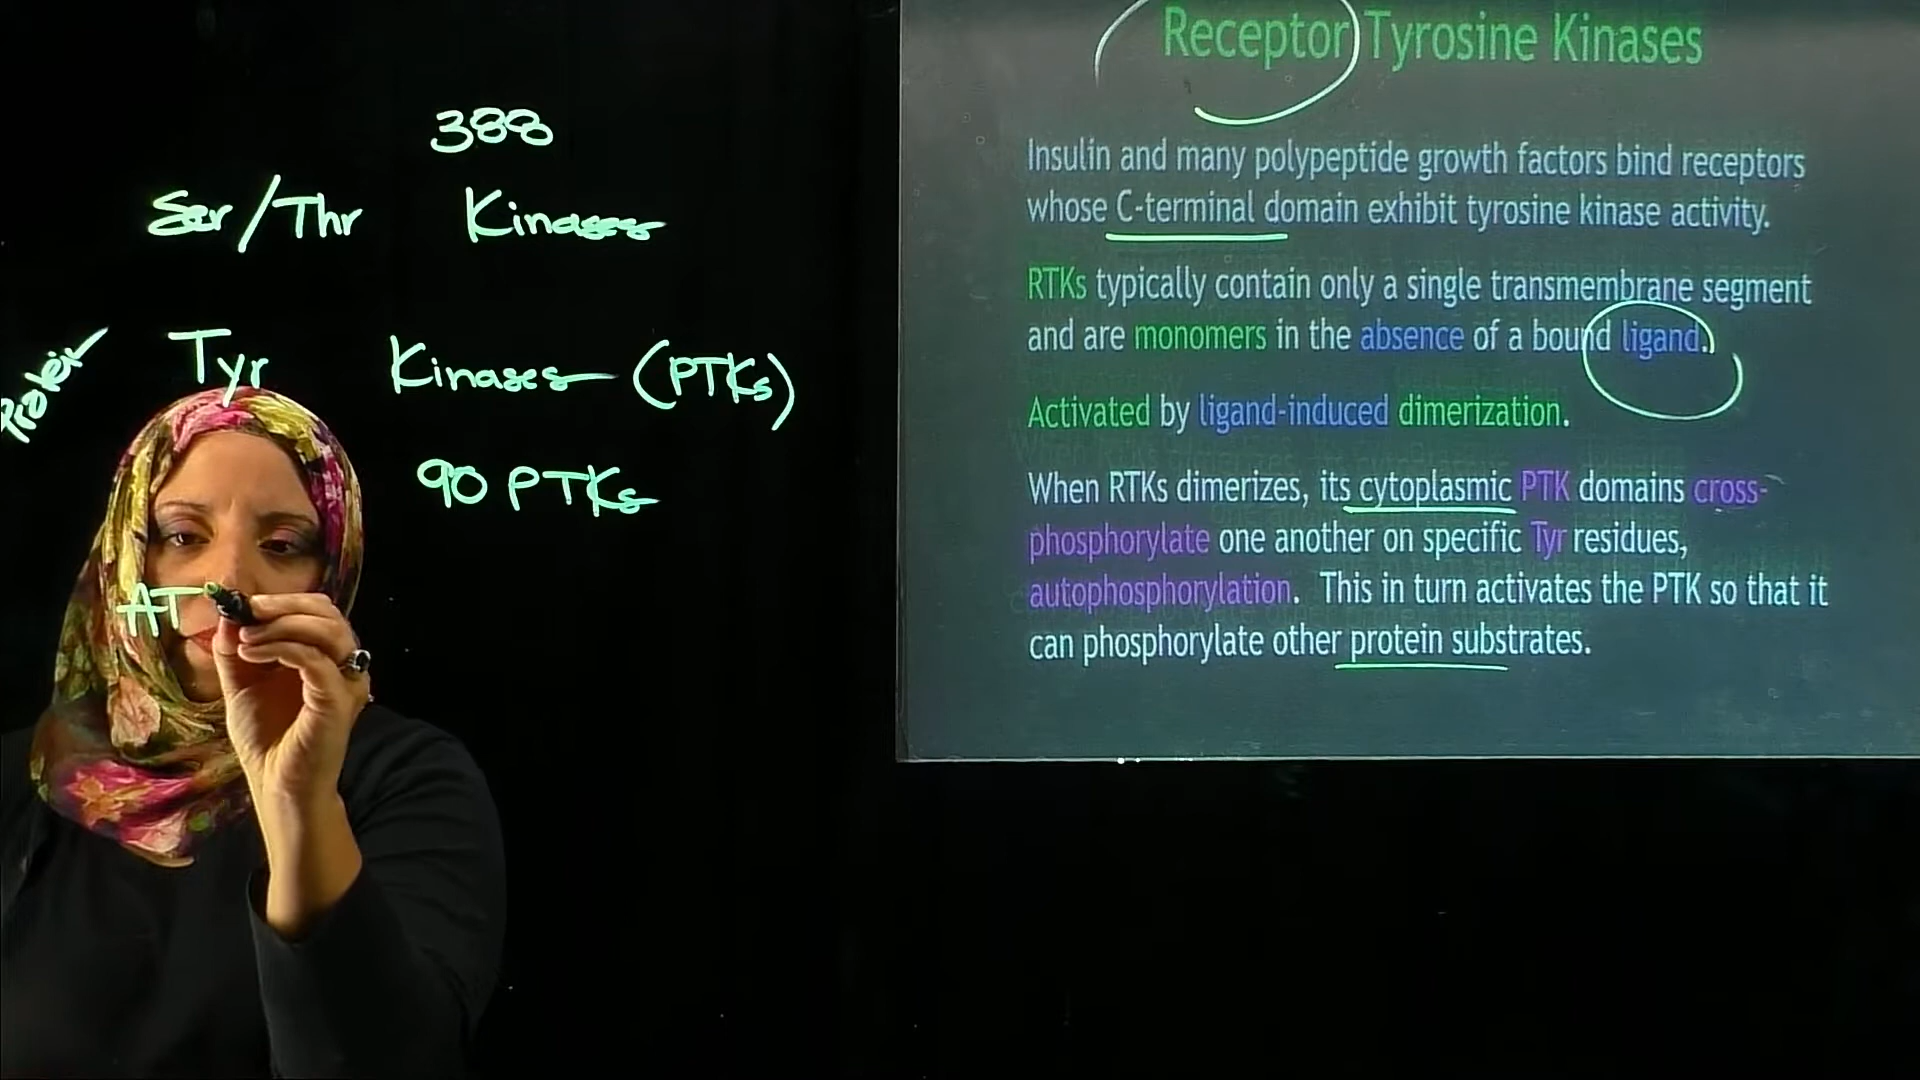 388
Ser/Thr Kinases
Protein Tyr Kinases (PTKs)
90 PTKs
AT
Receptor Tyrosine Kinases
Insulin and many polypeptide growth factors bind receptors
whose C-terminal domain exhibit tyrosine kinase activity.
RTKs typically contain only a single transmembrane segment
and are monomers in the absence of a bound ligand.
Activated by ligand-induced dimerization.
When RTKs dimerizes, its cytoplasmic PTK domains cross-
phosphorylate one another on specific Tyr residues,
autophosphorylation. This in turn activates the PTK so that it
can phosphorylate other protein substrates.